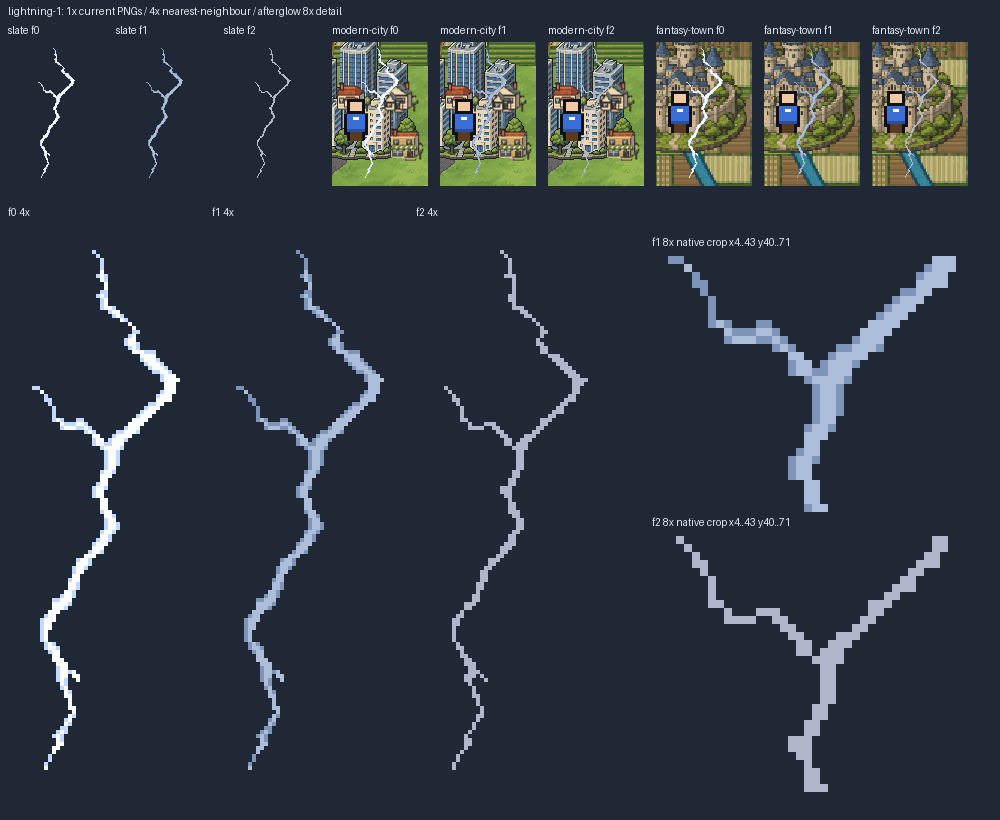 lightning-1: 1x current PNGs / 4x nearest-neighbour / afterglow 8x detail
slate f0
slate f1
slate f2
modern-city f0
modern-city f1
modern-city f2
fantasy-town f0
fantasy-town f1
fantasy-town f2
f0 4x
f1 4x
f2 4x
f1 8x native crop x4..43 y40..71
f2 8x native crop x4..43 y40..71